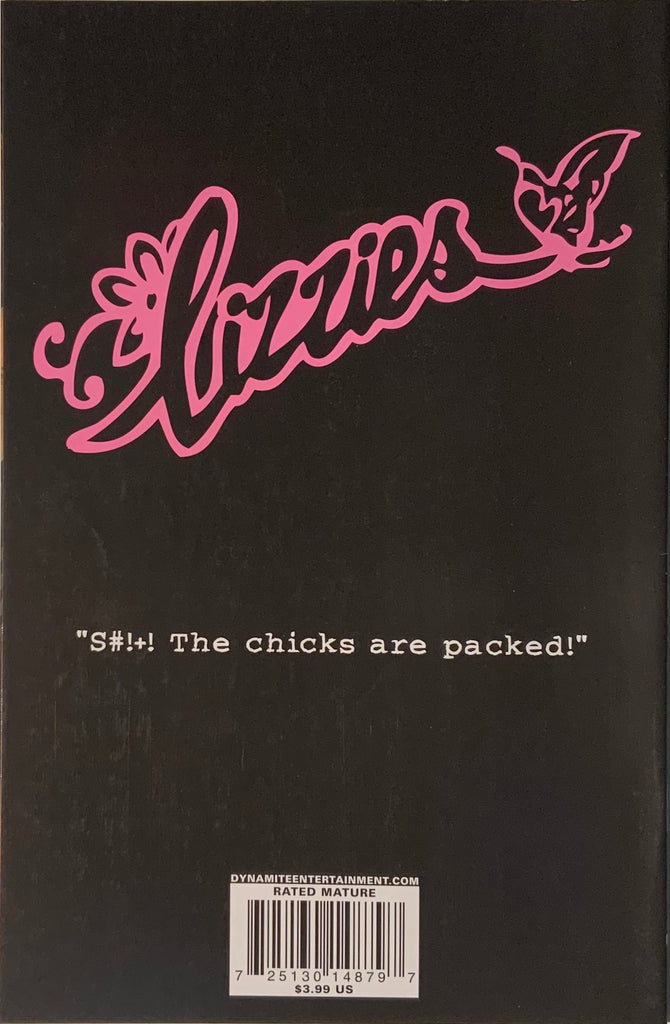 Lizzies
"S#!+! The chicks are packed!"
DYNAMITEENTERTAINMENT.COM
RATED MATURE
7 25130 14879 7
$3.99 US